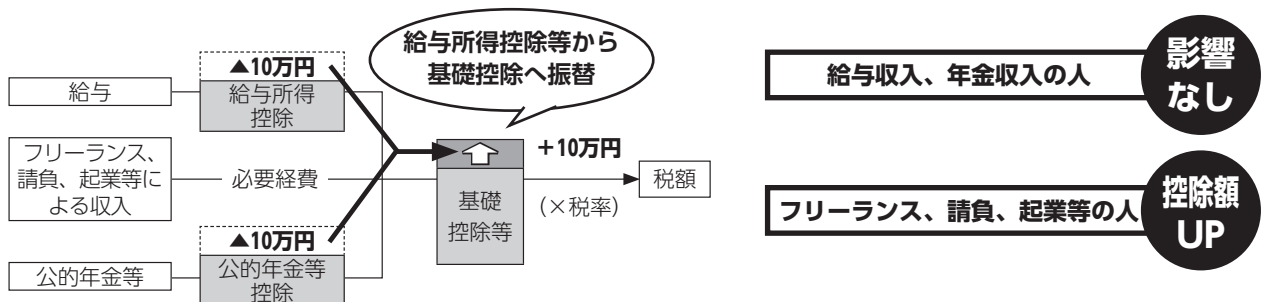 給与所得控除等から
基礎控除へ振替
▲10万円
給与
給与所得
控除
フリーランス、
請負、起業等に
よる収入
必要経費
▲10万円
公的年金等
公的年金等
控除
+10万円
基礎
控除等
(×税率)
税額
給与収入、年金収入の人
影響
なし
フリーランス、請負、起業等の人
控除額
UP